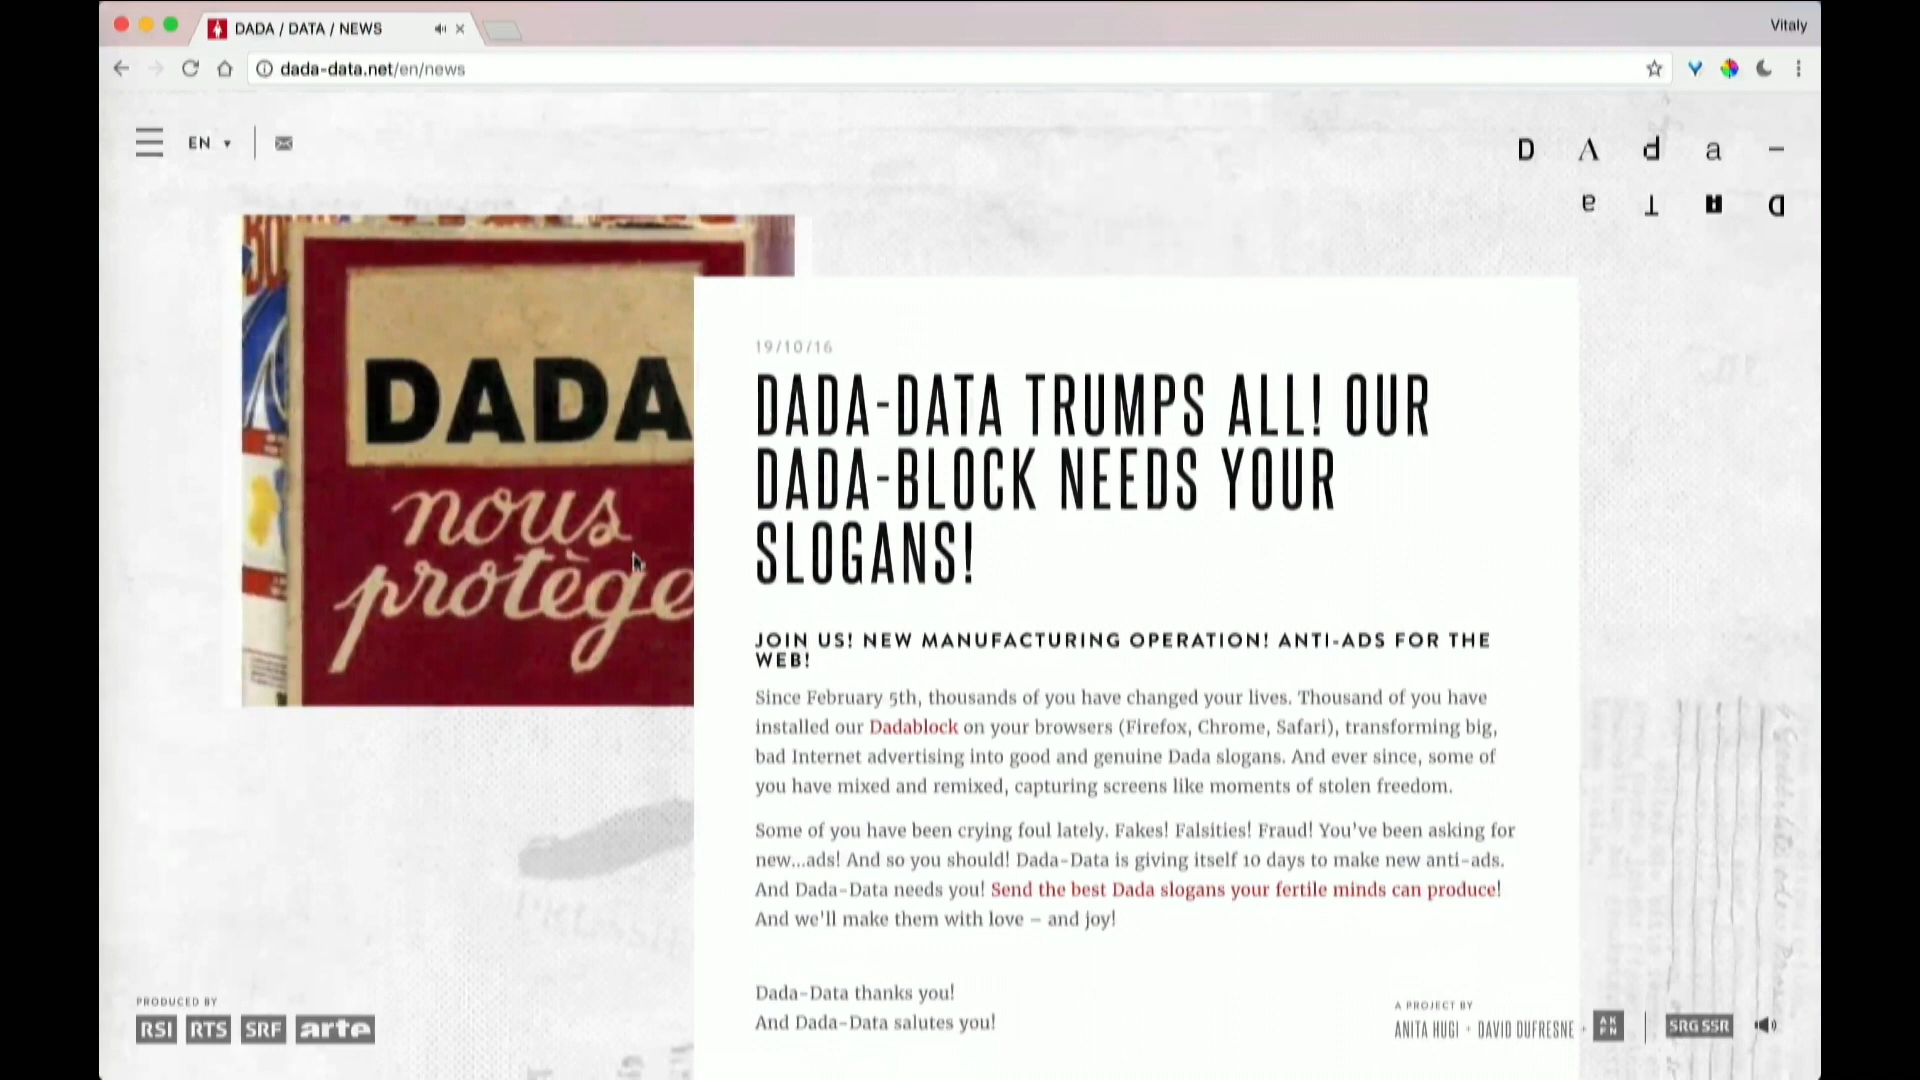 DADA / DATA / NEWS
Vitaly
dada-data.net/en/news
EN
D A d a -
a T A D
DADA
nous
protège
19/10/16
DADA-DATA TRUMPS ALL! OUR
DADA-BLOCK NEEDS YOUR
SLOGANS!
JOIN US! NEW MANUFACTURING OPERATION! ANTI-ADS FOR THE
WEB!
Since February 5th, thousands of you have changed your lives. Thousand of you have
installed our Dadablock on your browsers (Firefox, Chrome, Safari), transforming big,
bad Internet advertising into good and genuine Dada slogans. And ever since, some of
you have mixed and remixed, capturing screens like moments of stolen freedom.
Some of you have been crying foul lately. Fakes! Falsities! Fraud! You've been asking for
new...ads! And so you should! Dada-Data is giving itself 10 days to make new anti-ads.
And Dada-Data needs you! Send the best Dada slogans your fertile minds can produce!
And we'll make them with love – and joy!
Dada-Data thanks you!
And Dada-Data salutes you!
PRODUCED BY
RSI RTS SRF arte
A PROJECT BY
ANITA HUGI + DAVID DUFRESNE +
AK
FN
SRG SSR